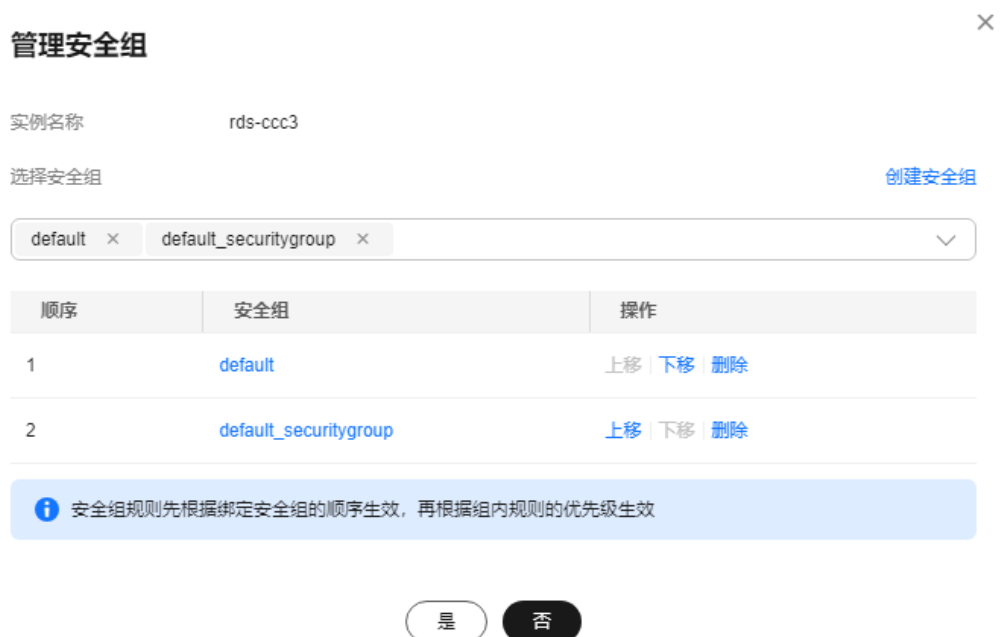 管理安全组
实例名称 rds-ccc3
选择安全组 创建安全组
default default_securitygroup
顺序 安全组 操作
1 default 上移 下移 删除
2 default_securitygroup 上移 下移 删除
安全组规则先根据绑定安全组的顺序生效，再根据组内规则的优先级生效
是 否